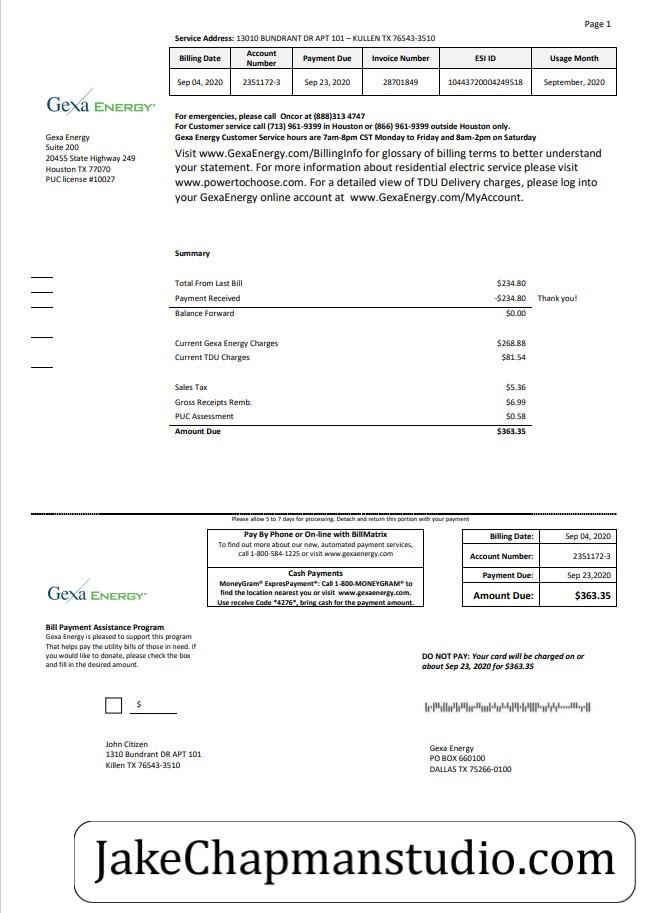 Page 1
Service Address: 13010 BUNDRANT DR APT 101 – KULLEN TX 76543-3510
Billing Date Account Number Payment Due Invoice Number ESI ID Usage Month
Sep 04, 2020 2351172-3 Sep 23, 2020 28701849 10443720004249518 September, 2020
Gexa ENERGY
For emergencies, please call Oncor at (888)313 4747
For Customer service call (713) 961-9399 in Houston or (866) 961-9399 outside Houston only.
Gexa Energy Customer Service hours are 7am-8pm CST Monday to Friday and 8am-2pm on Saturday
Gexa Energy
Suite 200
20455 State Highway 249
Houston TX 77070
PUC license #10027
Visit www.GexaEnergy.com/BillingInfo for glossary of billing terms to better understand
your statement. For more information about residential electric service please visit
www.powertochoose.com. For a detailed view of TDU Delivery charges, please log into
your GexaEnergy online account at www.GexaEnergy.com/MyAccount.
Summary
Total From Last Bill $234.80
Payment Received -$234.80 Thank you!
Balance Forward $0.00
Current Gexa Energy Charges $268.88
Current TDU Charges $81.54
Sales Tax $5.36
Gross Receipts Remb. $6.99
PUC Assessment $0.58
Amount Due $363.35
Please allow 5 to 7 days for processing. Detach and return this portion with your payment
Pay By Phone or On-line with BillMatrix
To find out more about our new, automated payment services,
call 1-800-584-1225 or visit www.gexaenergy.com
Cash Payments
MoneyGram® ExpresPayment®: Call 1-800-MONEYGRAM® to
find the location nearest you or visit www.gexaenergy.com.
Use receive Code *4276*, bring cash for the payment amount.
Billing Date: Sep 04, 2020
Account Number: 2351172-3
Payment Due: Sep 23,2020
Amount Due: $363.35
Gexa ENERGY
Bill Payment Assistance Program
Gexa Energy is pleased to support this program
That helps pay the utility bills of those in need. If
you would like to donate, please check the box
and fill in the desired amount.
DO NOT PAY: Your card will be charged on or
about Sep 23, 2020 for $363.35
$
John Citizen
1310 Bundrant DR APT 101
Killen TX 76543-3510
Gexa Energy
PO BOX 660100
DALLAS TX 75266-0100
JakeChapmanstudio.com